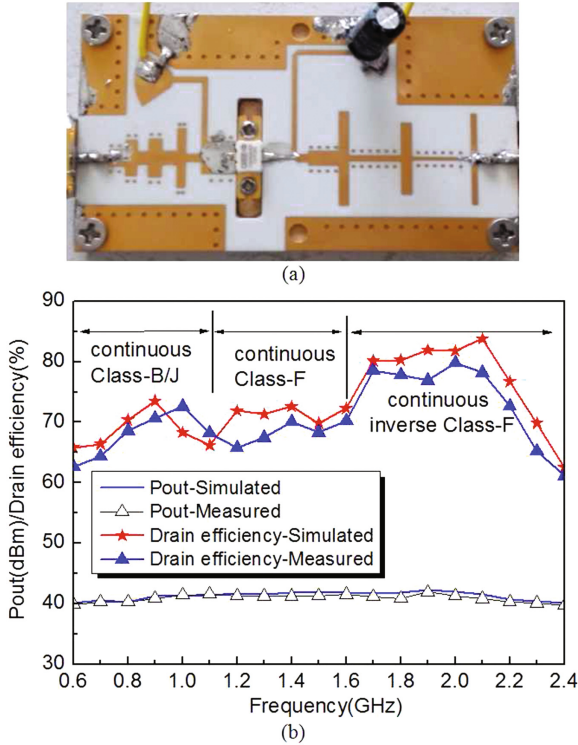 (a)
90
80
70
60
50
40
30
continuous
Class-B/J
continuous
Class-F
continuous
inverse Class-F
Pout-Simulated
Pout-Measured
Drain efficiency-Simulated
Drain efficiency-Measured
Pout(dBm)/Drain efficiency(%)
0.6 0.8 1.0 1.2 1.4 1.6 1.8 2.0 2.2 2.4
Frequency(GHz)
(b)